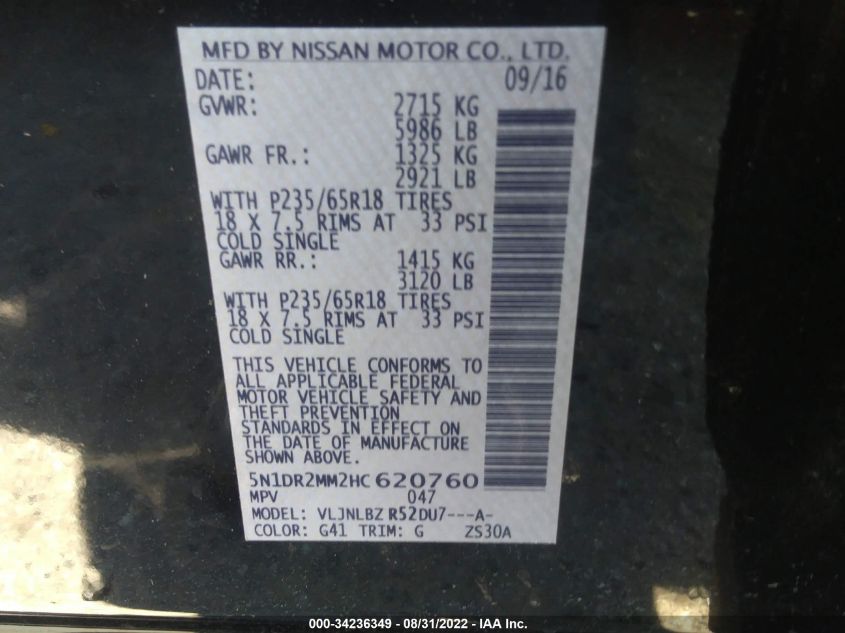 MFD BY NISSAN MOTOR CO., LTD.
DATE: 09/16
GVWR: 2715 KG
5986 LB
GAWR FR.: 1325 KG
2921 LB
WITH P235/65R18 TIRES
18 X 7.5 RIMS AT 33 PSI
COLD SINGLE
GAWR RR.: 1415 KG
3120 LB
WITH P235/65R18 TIRES
18 X 7.5 RIMS AT 33 PSI
COLD SINGLE
THIS VEHICLE CONFORMS TO
ALL APPLICABLE FEDERAL
MOTOR VEHICLE SAFETY AND
THEFT PREVENTION
STANDARDS IN EFFECT ON
THE DATE OF MANUFACTURE
SHOWN ABOVE.
5N1DR2MM2HC620760
MPV 047
MODEL: VLJNLBZ R52DU7---A-
COLOR: G41 TRIM: G ZS30A
000-34236349 - 08/31/2022 - IAA Inc.